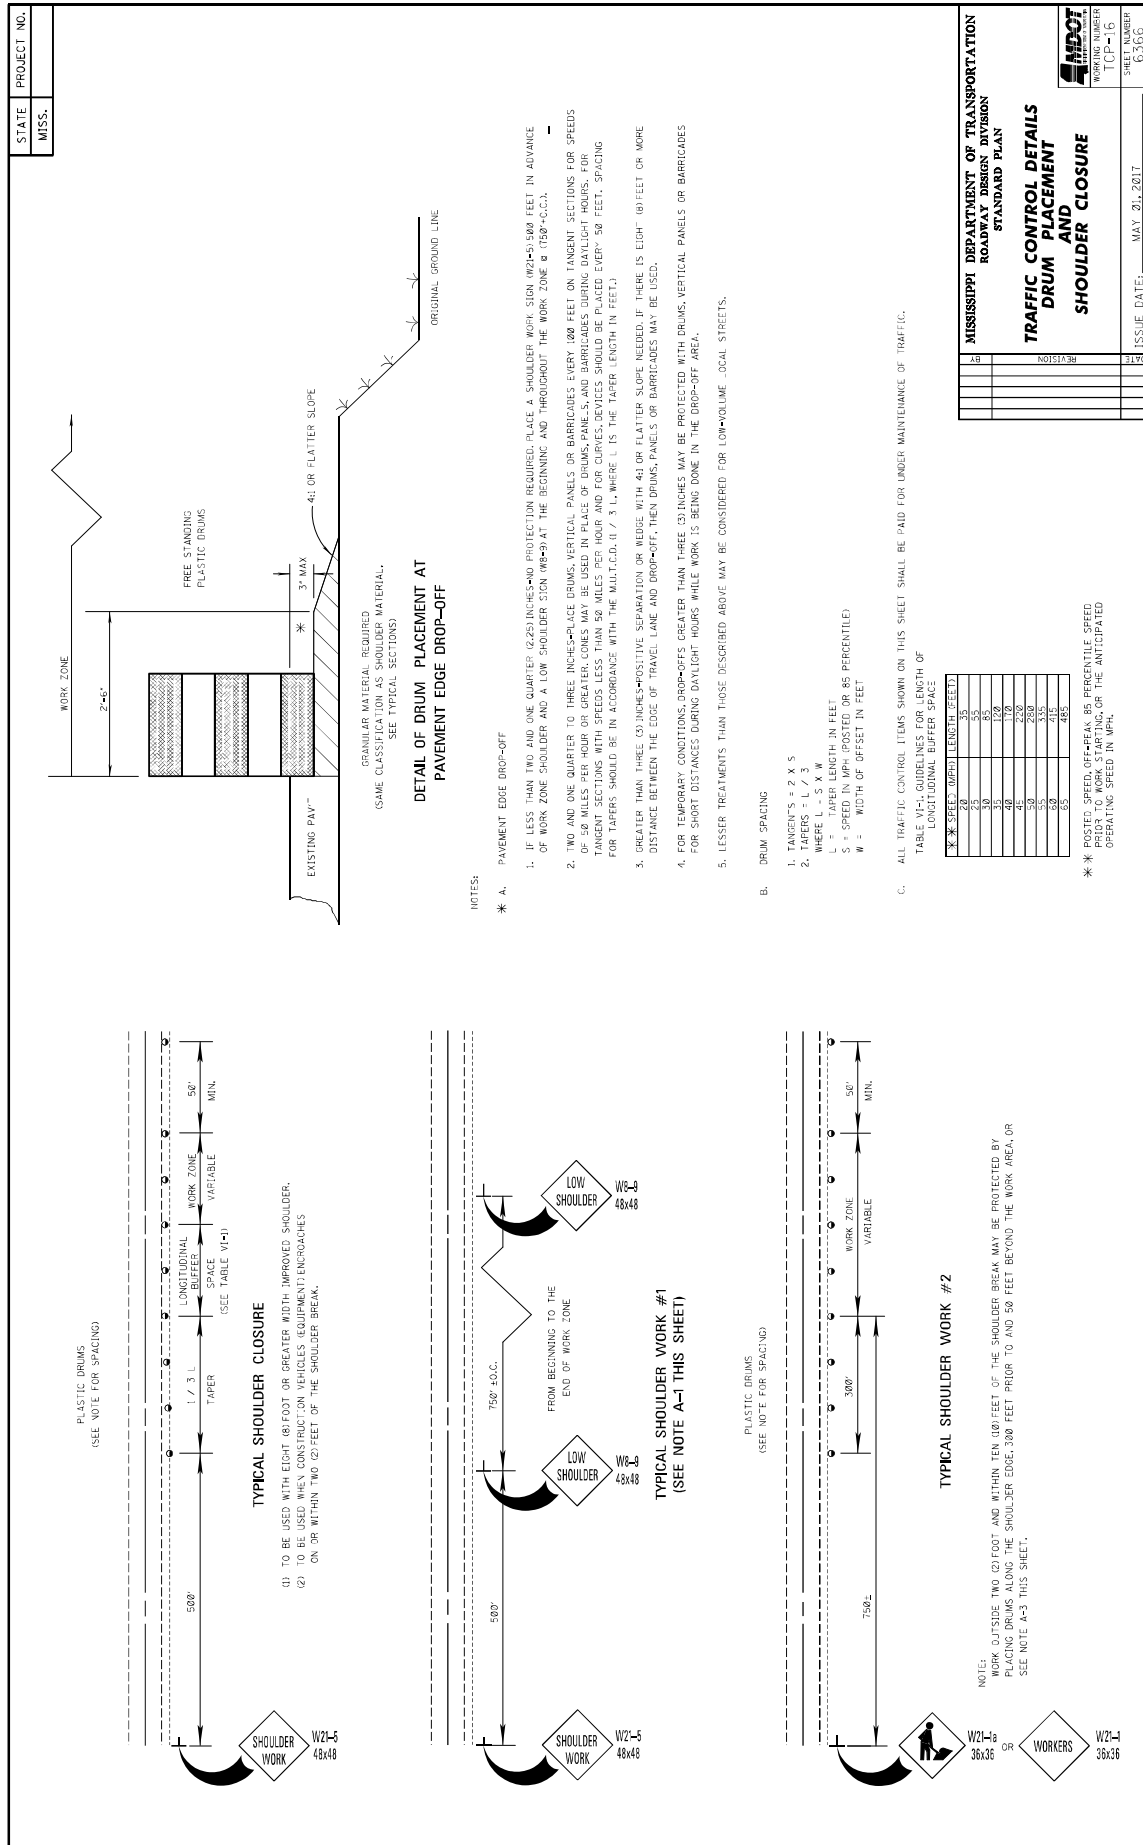 STATE PROJECT NO.
MISS.
PLASTIC DRUMS
(SEE NOTE FOR SPACING)
500'
1 / 3 L
TAPER
LONGITUDINAL
BUFFER
SPACE
(SEE TABLE VI-1)
WORK ZONE
VARIABLE
50'
MIN.
SHOULDER
WORK
W21-5
48x48
TYPICAL SHOULDER CLOSURE
(1) TO BE USED WITH EIGHT (8) FOOT OR GREATER WIDTH IMPROVED SHOULDER.
(2) TO BE USED WHEN CONSTRUCTION VEHICLES (EQUIPMENT) ENCROACHES
ON OR WITHIN TWO (2) FEET OF THE SHOULDER BREAK.
500'
750' ±O.C.
FROM BEGINNING TO THE
END OF WORK ZONE
SHOULDER
WORK
W21-5
48x48
LOW
SHOULDER
W8-9
48x48
LOW
SHOULDER
W8-9
48x48
TYPICAL SHOULDER WORK #1
(SEE NOTE A-1 THIS SHEET)
PLASTIC DRUMS
(SEE NOTE FOR SPACING)
300'
WORK ZONE
VARIABLE
50'
MIN.
750±
W21-1a
36x36
OR
WORKERS
W21-1
36x36
TYPICAL SHOULDER WORK #2
NOTE:
WORK OUTSIDE TWO (2) FOOT AND WITHIN TEN (10) FEET OF THE SHOULDER BREAK MAY BE PROTECTED BY
PLACING DRUMS ALONG THE SHOULDER EDGE, 300 FEET PRIOR TO AND 50 FEET BEYOND THE WORK AREA, OR
SEE NOTE A-3 THIS SHEET.
WORK ZONE
2'-6"
FREE STANDING
PLASTIC DRUMS
* 3" MAX
4:1 OR FLATTER SLOPE
ORIGINAL GROUND LINE
EXISTING PAV'T
GRANULAR MATERIAL REQUIRED
(SAME CLASSIFICATION AS SHOULDER MATERIAL.
SEE TYPICAL SECTIONS)
DETAIL OF DRUM PLACEMENT AT
PAVEMENT EDGE DROP-OFF
NOTES:
* A. PAVEMENT EDGE DROP-OFF
1. IF LESS THAN TWO AND ONE QUARTER (2.25) INCHES-NO PROTECTION REQUIRED. PLACE A SHOULDER WORK SIGN (W21-5) 500 FEET IN ADVANCE
OF WORK ZONE SHOULDER AND A LOW SHOULDER SIGN (W8-9) AT THE BEGINNING AND THROUGHOUT THE WORK ZONE @ (750'+C.C.).
2. TWO AND ONE QUARTER TO THREE INCHES-PLACE DRUMS, VERTICAL PANELS OR BARRICADES EVERY 100 FEET ON TANGENT SECTIONS FOR SPEEDS
OF 50 MILES PER HOUR OR GREATER. CONES MAY BE USED IN PLACE OF DRUMS, PANELS, AND BARRICADES DURING DAYLIGHT HOURS. FOR
TANGENT SECTIONS WITH SPEEDS LESS THAN 50 MILES PER HOUR AND FOR CURVES, DEVICES SHOULD BE PLACED EVERY 50 FEET. SPACING
FOR TAPERS SHOULD BE IN ACCORDANCE WITH THE M.U.T.C.D. (1 / 3 L, WHERE L IS THE TAPER LENGTH IN FEET.)
3. GREATER THAN THREE (3) INCHES-POSITIVE SEPARATION OR WEDGE WITH 4:1 OR FLATTER SLOPE NEEDED. IF THERE IS EIGHT (8) FEET OR MORE
DISTANCE BETWEEN THE EDGE OF TRAVEL LANE AND DROP-OFF, THEN DRUMS, PANELS OR BARRICADES MAY BE USED.
4. FOR TEMPORARY CONDITIONS, DROP-OFFS GREATER THAN THREE (3) INCHES MAY BE PROTECTED WITH DRUMS, VERTICAL PANELS OR BARRICADES
FOR SHORT DISTANCES DURING DAYLIGHT HOURS WHILE WORK IS BEING DONE IN THE DROP-OFF AREA.
5. LESSER TREATMENTS THAN THOSE DESCRIBED ABOVE MAY BE CONSIDERED FOR LOW-VOLUME LOCAL STREETS.
B. DRUM SPACING
1. TANGENTS = 2 X S
2. TAPERS = L / 3
WHERE L = S X W
L = TAPER LENGTH IN FEET
S = SPEED IN MPH (POSTED OR 85 PERCENTILE)
W = WIDTH OF OFFSET IN FEET
C. ALL TRAFFIC CONTROL ITEMS SHOWN ON THIS SHEET SHALL BE PAID FOR UNDER MAINTENANCE OF TRAFFIC.
TABLE VI-1. GUIDELINES FOR LENGTH OF
LONGITUDINAL BUFFER SPACE
** SPEED (MPH) LENGTH (FEET)
20 35
25 55
30 85
35 120
40 170
45 220
50 280
55 335
60 415
65 485
** POSTED SPEED, OFF-PEAK 85 PERCENTILE SPEED
PRIOR TO WORK STARTING, OR THE ANTICIPATED
OPERATING SPEED IN MPH.
BY
REVISION
DATE
MISSISSIPPI DEPARTMENT OF TRANSPORTATION
ROADWAY DESIGN DIVISION
STANDARD PLAN
TRAFFIC CONTROL DETAILS
DRUM PLACEMENT
AND
SHOULDER CLOSURE
ISSUE DATE: MAY 01, 2017
MDOT
WORKING NUMBER
TCP-16
SHEET NUMBER
6366